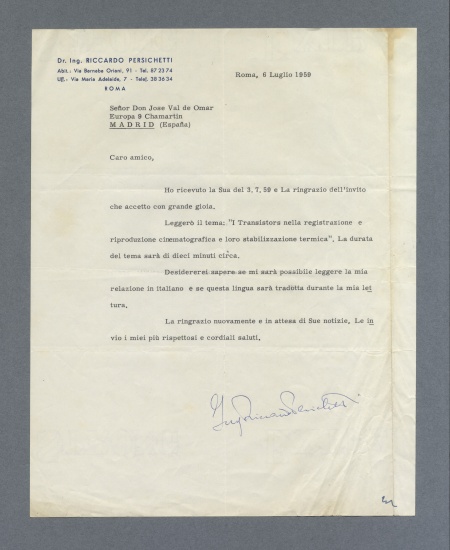 Dr. Ing. RICCARDO PERSICHETTI
Abit.: Via Barnaba Oriani, 91 - Tel. 87 23 74
Uff.: Via Maria Adelaide, 7 - Telef. 38 36 54
ROMA
Roma, 6 Luglio 1959
Señor Don Jose Val de Omar
Europa 9 Chamartin
MADRID (España)
Caro amico,
Ho ricevuto la Sua del 3.7.59 e La ringrazio dell'invito
che accetto con grande gioia.
Leggerò il tema: "I Transistors nella registrazione e
riproduzione cinematografica e loro stabilizzazione termica". La durata
del tema sarà di dieci minuti circa.
Desidererei sapere se mi sarà possibile leggere la mia
relazione in italiano e se questa lingua sarà tradotta durante la mia let
tura.
La ringrazio nuovamente e in attesa di Sue notizie. Le in
vio i miei più rispettosi e cordiali saluti.